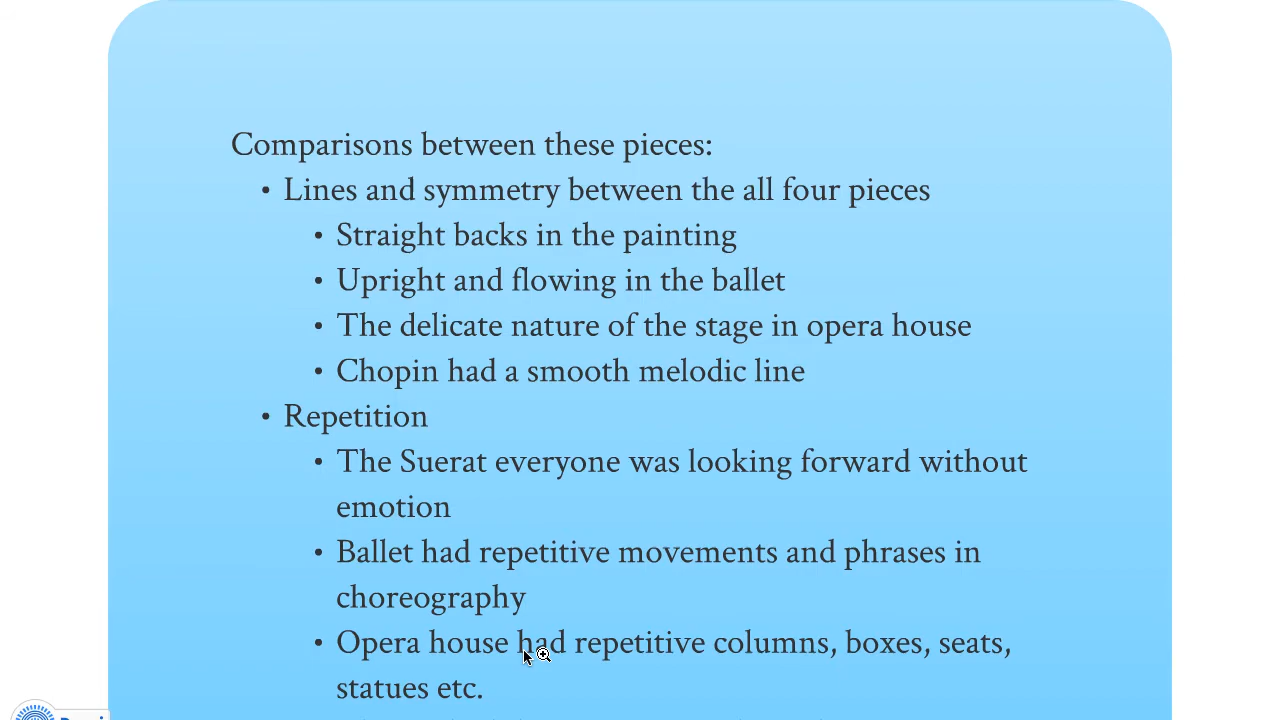 Comparisons between these pieces:
• Lines and symmetry between the all four pieces
• Straight backs in the painting
• Upright and flowing in the ballet
• The delicate nature of the stage in opera house
• Chopin had a smooth melodic line
• Repetition
• The Suerat everyone was looking forward without
emotion
• Ballet had repetitive movements and phrases in
choreography
• Opera house had repetitive columns, boxes, seats,
statues etc.